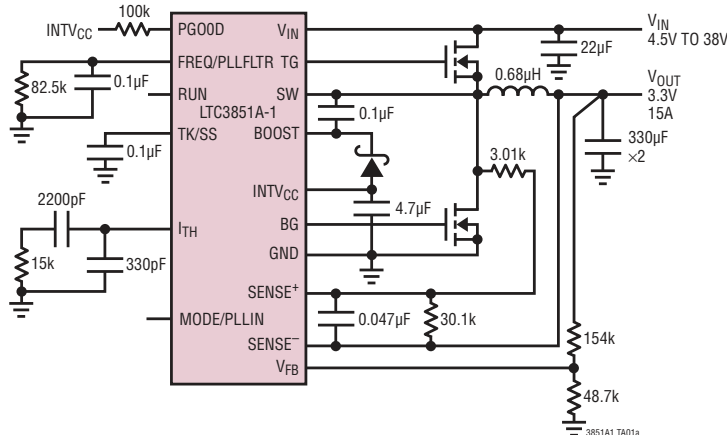 100k
INTVCC
PGOOD
VIN
VIN
4.5V TO 38V
FREQ/PLLFLTR
TG
22µF
0.68µH
82.5k
0.1µF
RUN
SW
VOUT
3.3V
15A
LTC3851A-1
0.1µF
TK/SS
BOOST
330µF
×2
0.1µF
3.01k
INTVCC
2200pF
4.7µF
ITH
BG
15k
330pF
GND
SENSE+
MODE/PLLIN
0.047µF
30.1k
SENSE–
154k
VFB
48.7k
3851A1 TA01a